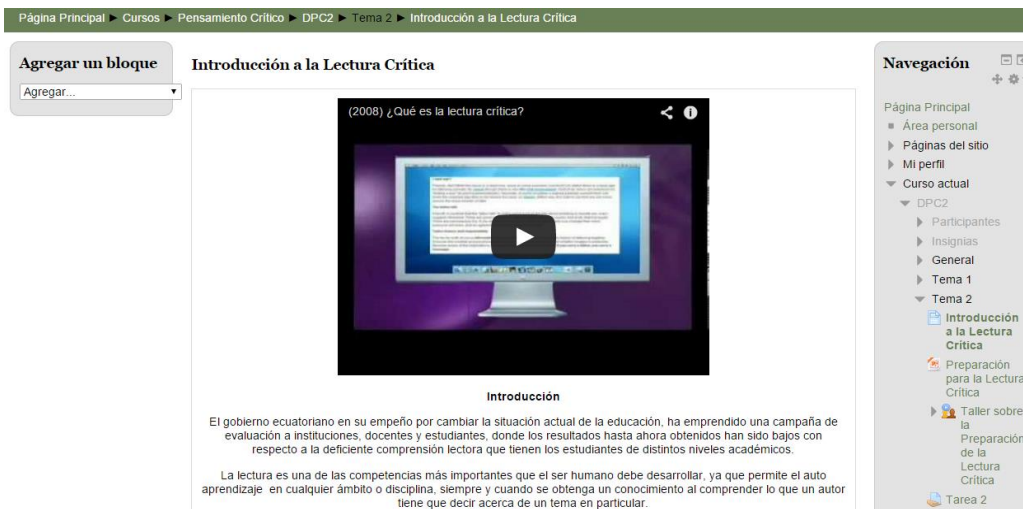 Página Principal ► Cursos ► Pensamiento Crítico ► DPC2 ► Tema 2 ► Introducción a la Lectura Crítica
Agregar un bloque
Agregar...
Introducción a la Lectura Crítica
(2008) ¿Qué es la lectura crítica?
Introducción
El gobierno ecuatoriano en su empeño por cambiar la situación actual de la educación, ha emprendido una campaña de
evaluación a instituciones, docentes y estudiantes, donde los resultados hasta ahora obtenidos han sido bajos con
respecto a la deficiente comprensión lectora que tienen los estudiantes de distintos niveles académicos.
La lectura es una de las competencias más importantes que el ser humano debe desarrollar, ya que permite el auto
aprendizaje en cualquier ámbito o disciplina, siempre y cuando se obtenga un conocimiento al comprender lo que un autor
tiene que decir acerca de un tema en particular.
Navegación
Página Principal
Área personal
Páginas del sitio
Mi perfil
Curso actual
DPC2
Participantes
Insignias
General
Tema 1
Tema 2
Introducción
a la Lectura
Crítica
Preparación
para la Lectura
Crítica
Taller sobre
la
Preparación
de la
Lectura
Crítica
Tarea 2